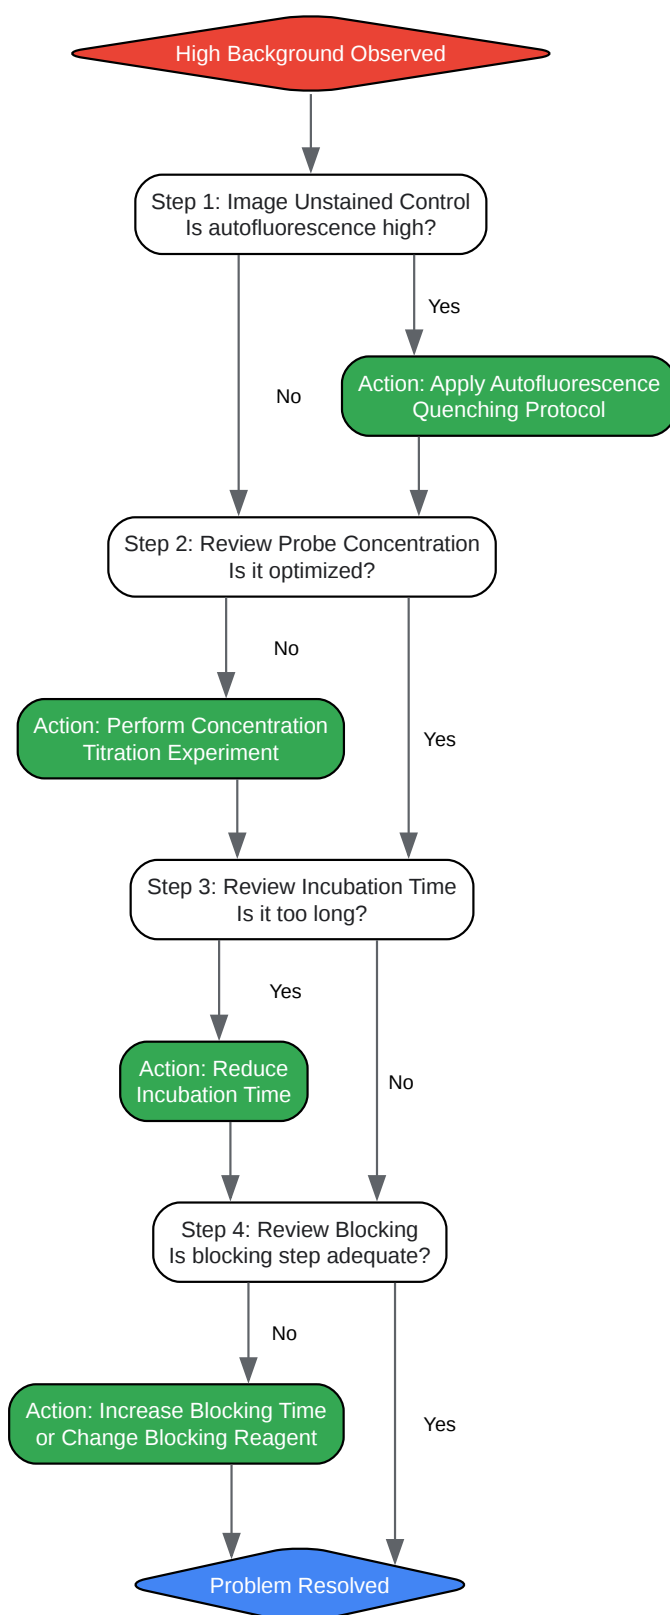 High Background Observed
Step 1: Image Unstained Control
Is autofluorescence high?
Yes
No
Action: Apply Autofluorescence
Quenching Protocol
Step 2: Review Probe Concentration
Is it optimized?
No
Action: Perform Concentration
Titration Experiment
Yes
Step 3: Review Incubation Time
Is it too long?
Yes
Action: Reduce
Incubation Time
No
Step 4: Review Blocking
Is blocking step adequate?
No
Action: Increase Blocking Time
or Change Blocking Reagent
Yes
Problem Resolved